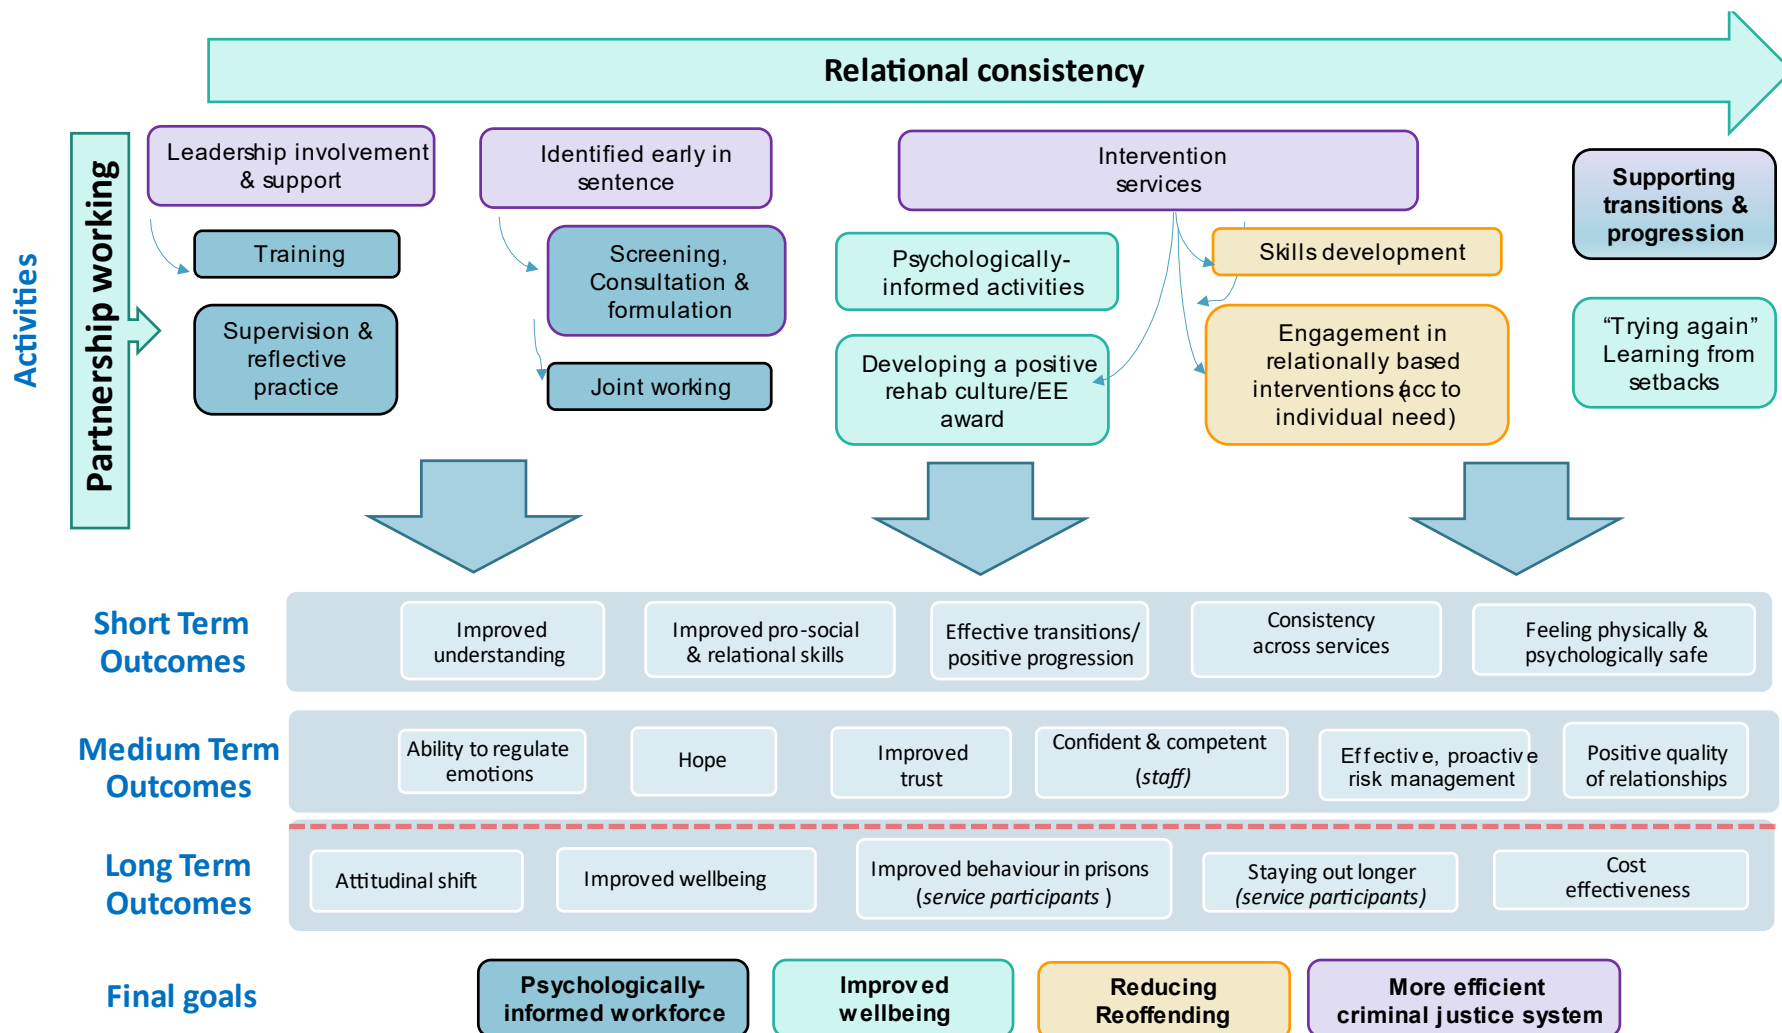 Relational consistency
Activities
Partnership working
Leadership involvement
& support
Training
Supervision &
reflective
practice
Identified early in
sentence
Screening,
Consultation &
formulation
Joint working
Intervention
services
Psychologically-
informed activities
Developing a positive
rehab culture/EE
award
Skills development
Engagement in
relationally based
interventions (acc to
individual need)
Supporting
transitions &
progression
“Trying again”
Learning from
setbacks
Short Term
Outcomes
Improved
understanding
Improved pro-social
& relational skills
Effective transitions/
positive progression
Consistency
across services
Feeling physically &
psychologically safe
Medium Term
Outcomes
Ability to regulate
emotions
Hope
Improved
trust
Confident & competent
(staff)
Effective, proactive
risk management
Positive quality
of relationships
Long Term
Outcomes
Attitudinal shift
Improved wellbeing
Improved behaviour in prisons
(service participants )
Staying out longer
(service participants)
Cost
effectiveness
Final goals
Psychologically-
informed workforce
Improved
wellbeing
Reducing
Reoffending
More efficient
criminal justice system